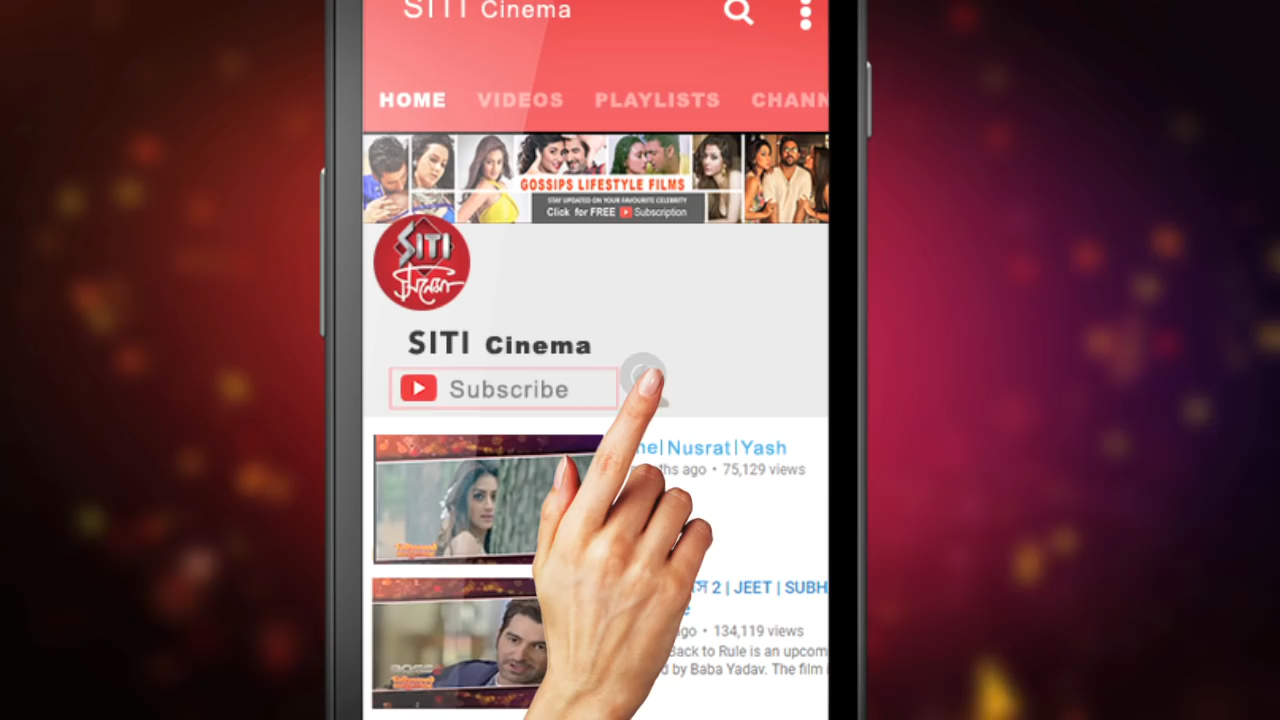 SITI Cinema
HOME VIDEOS PLAYLISTS CHANN
GOSSIPS LIFESTYLE FILMS
STAY UPDATED ON YOUR FAVOURITE CELEBRITY
Click for FREE Subscription
SITI
সিনেমা
SITI Cinema
Subscribe
ne|Nusrat|Yash
ths ago • 75,129 views
2 | JEET | SUBH
e
ago • 134,119 views
Back to Rule is an upcom
d by Baba Yadav. The film